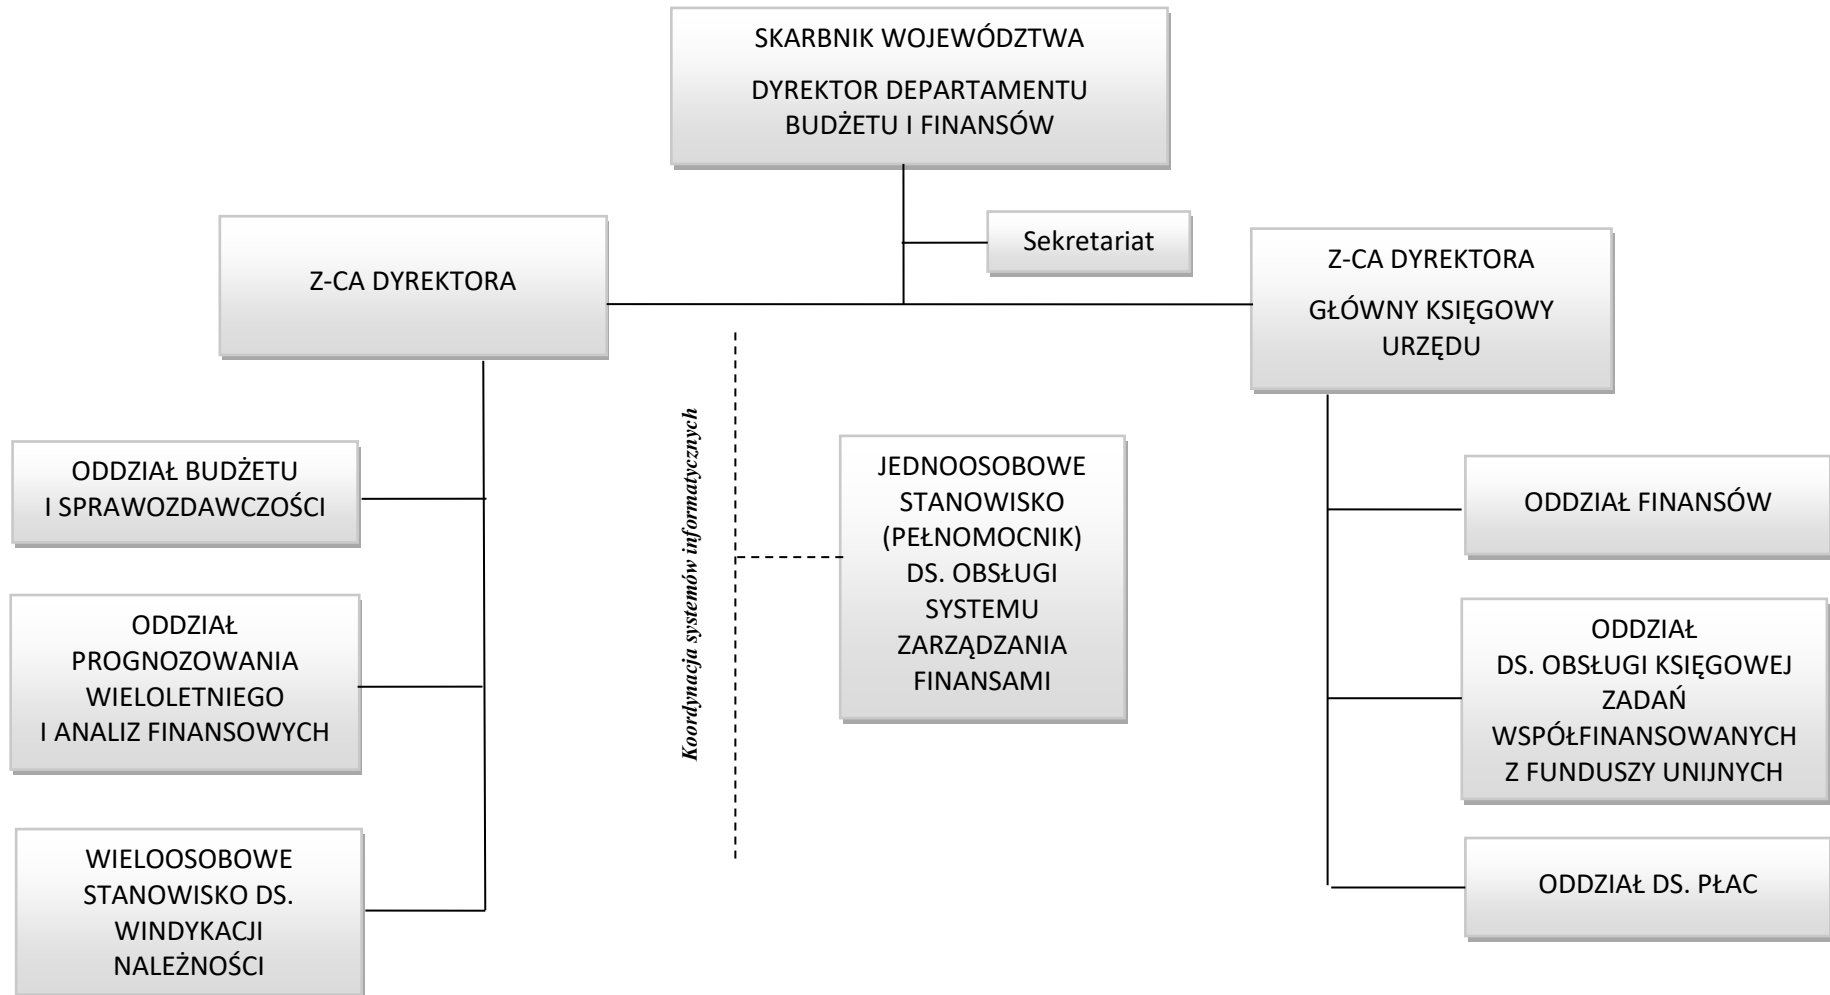 SKARBNIK WOJEWÓDZTWA
DYREKTOR DEPARTAMENTU
BUDŻETU I FINANSÓW
Sekretariat
Z-CA DYREKTORA
Z-CA DYREKTORA
GŁÓWNY KSIĘGOWY
URZĘDU
ODDZIAŁ BUDŻETU
I SPRAWOZDAWCZOŚCI
ODDZIAŁ
PROGNOZOWANIA
WIELOLETNIEGO
I ANALIZ FINANSOWYCH
WIELOOSOBOWE
STANOWISKO DS.
WINDYKACJI
NALEŻNOŚCI
Koordynacja systemów informatycznych
JEDNOOSOBOWE
STANOWISKO
(PEŁNOMOCNIK)
DS. OBSŁUGI
SYSTEMU
ZARZĄDZANIA
FINANSAMI
ODDZIAŁ FINANSÓW
ODDZIAŁ
DS. OBSŁUGI KSIĘGOWEJ
ZADAŃ
WSPÓŁFINANSOWANYCH
Z FUNDUSZY UNIJNYCH
ODDZIAŁ DS. PŁAC